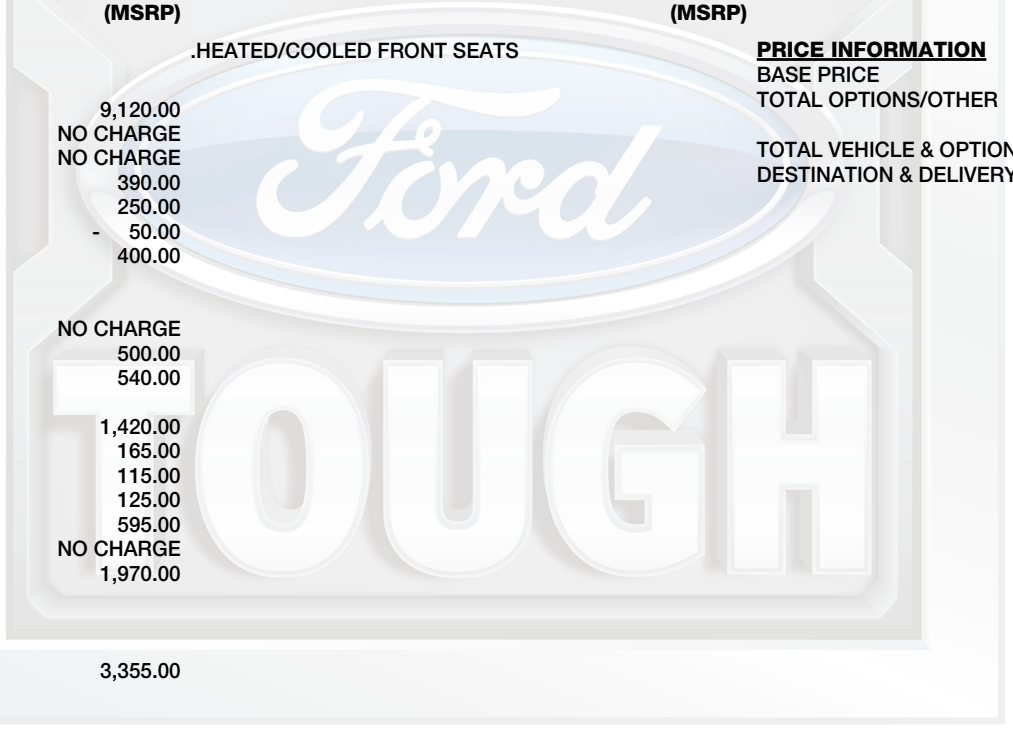 (MSRP)
9,120.00
NO CHARGE
NO CHARGE
390.00
250.00
- 50.00
400.00
NO CHARGE
500.00
540.00
1,420.00
165.00
115.00
125.00
595.00
NO CHARGE
1,970.00
3,355.00
(MSRP)
.HEATED/COOLED FRONT SEATS
PRICE INFORMATION
BASE PRICE
TOTAL OPTIONS/OTHER
TOTAL VEHICLE & OPTION
DESTINATION & DELIVERY
Ford
TOUGH